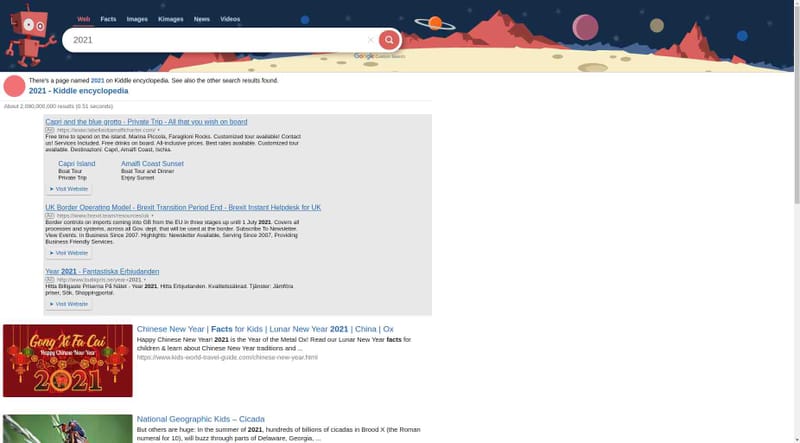 Web Facts Images Kimages News Videos
2021
Google Custom Search
There's a page named 2021 on Kiddle encyclopedia. See also the other search results found.
2021 - Kiddle encyclopedia
About 2,090,000,000 results (0.51 seconds)
Capri and the blue grotto - Private Trip - All that you wish on board
Free time to spend on the island. Marina Piccola, Faraglioni Rocks. Customized tour available! Contact
us! Services Included. Free drinks on board. All-inclusive prices. Best rates available. Customized tour
available. Destinazioni: Capri, Amalfi Coast, Ischia.
Capri Island Amalfi Coast Sunset
Boat Tour Boat Tour and Dinner
Private Trip Enjoy Sunset
➤ Visit Website
UK Border Operating Model - Brexit Transition Period End - Brexit Instant Helpdesk for UK
Ad https://www.brexit.team/resources/uk
Border controls on imports coming into GB from the EU in three stages up until 1 July 2021. Covers all
processes and systems, across all Gov. dept, that will be used at the border. Subscribe To Newsletter.
View Events. In Business Since 2007. Highlights: Newsletter Available, Serving Since 2007, Providing
Business Friendly Services.
➤ Visit Website
Year 2021 - Fantastiska Erbjudanden
Hitta Billigaste Priserna På Nätet - Year 2021. Hitta Erbjudanden. Kvalitetssäkrad. Tjänster: Jämföra
priser, Sök, Shoppingportal.
➤ Visit Website
Gong Xi Fa Cai
Happy Chinese New Year!
2021
Chinese New Year | Facts for Kids | Lunar New Year 2021 | China | Ox
Happy Chinese New Year! 2021 is the Year of the Metal Ox! Read our Lunar New Year facts for
children & learn about Chinese New Year traditions and ...
https://www.kids-world-travel-guide.com/chinese-new-year.html
National Geographic Kids – Cicada
But others are huge: In the summer of 2021, hundreds of billions of cicadas in Brood X (the Roman
numeral for 10), will buzz through parts of Delaware, Georgia, ...